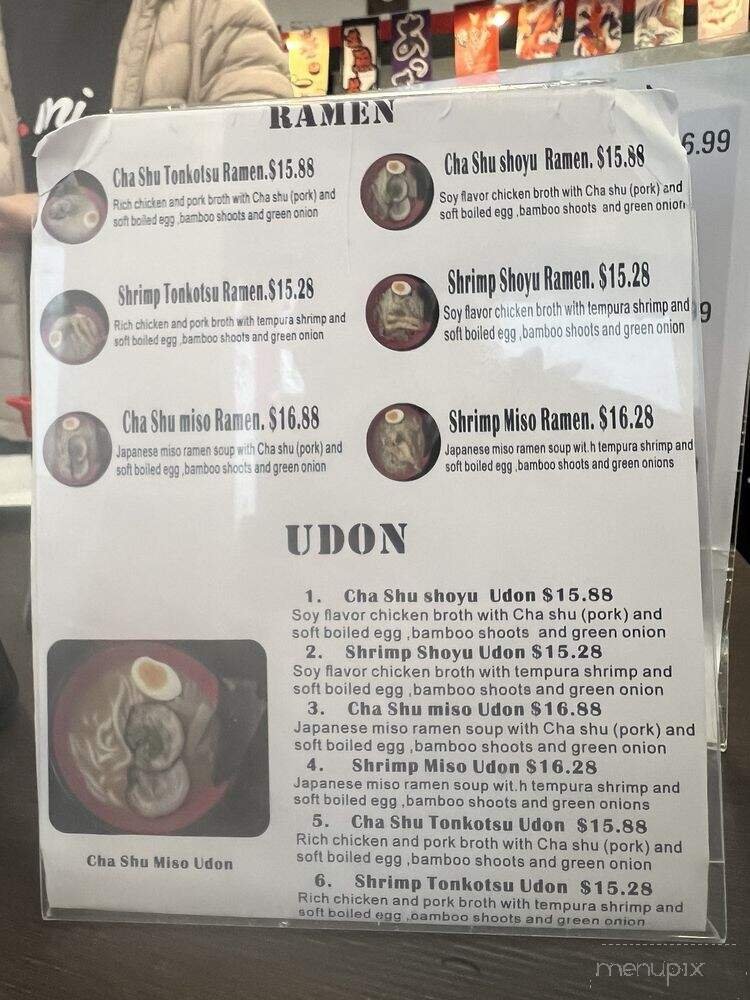 mi
おっ
6.99
9
RAMEN
Cha Shu Tonkotsu Ramen.$15.88
Rich chicken and pork broth with Cha shu (pork) and
soft boiled egg ,bamboo shoots and green onion
Cha Shu shoyu Ramen. $15.88
Soy flavor chicken broth with Cha shu (pork) and
soft boiled egg ,bamboo shoots and green onion
Shrimp Tonkotsu Ramen.$15.28
Rich chicken and pork broth with tempura shrimp and
soft boiled egg ,bamboo shoots and green onion
Shrimp Shoyu Ramen. $15.28
Soy flavor chicken broth with tempura shrimp and
soft boiled egg ,bamboo shoots and green onion
Cha Shu miso Ramen. $16.88
Japanese miso ramen soup with Cha shu (pork) and
soft boiled egg ,bamboo shoots and green onion
Shrimp Miso Ramen. $16.28
Japanese miso ramen soup wit.h tempura shrimp and
soft boiled egg ,bamboo shoots and green onions
UDON
1. Cha Shu shoyu Udon $15.88
Soy flavor chicken broth with Cha shu (pork) and
soft boiled egg ,bamboo shoots and green onion
2. Shrimp Shoyu Udon $15.28
Soy flavor chicken broth with tempura shrimp and
soft boiled egg ,bamboo shoots and green onion
3. Cha Shu miso Udon $16.88
Japanese miso ramen soup with Cha shu (pork) and
soft boiled egg ,bamboo shoots and green onion
4. Shrimp Miso Udon $16.28
Japanese miso ramen soup wit.h tempura shrimp and
soft boiled egg ,bamboo shoots and green onions
5. Cha Shu Tonkotsu Udon $15.88
Rich chicken and pork broth with Cha shu (pork) and
soft boiled egg ,bamboo shoots and green onion
6. Shrimp Tonkotsu Udon $15.28
Rich chicken and pork broth with tempura shrimp and
soft boiled egg ,bamboo shoots and green onion
Cha Shu Miso Udon
menupix